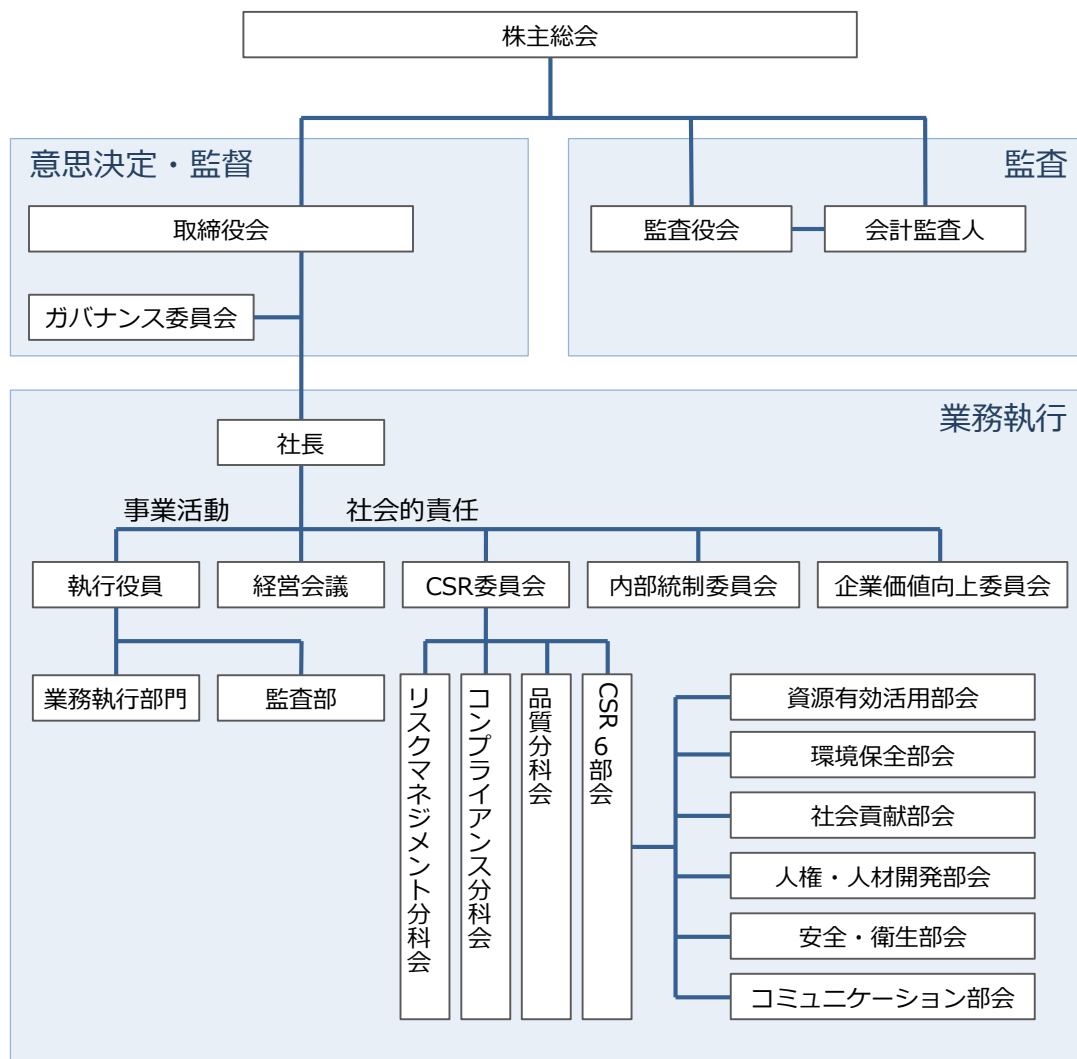 株主総会
意思決定・監督
監査
取締役会
監査役会
会計監査人
ガバナンス委員会
業務執行
社長
事業活動
社会的責任
執行役員
経営会議
CSR委員会
内部統制委員会
企業価値向上委員会
業務執行部門
監査部
リスクマネジメント分科会
コンプライアンス分科会
品質分科会
CSR6部会
資源有効活用部会
環境保全部会
社会貢献部会
人権・人材開発部会
安全・衛生部会
コミュニケーション部会